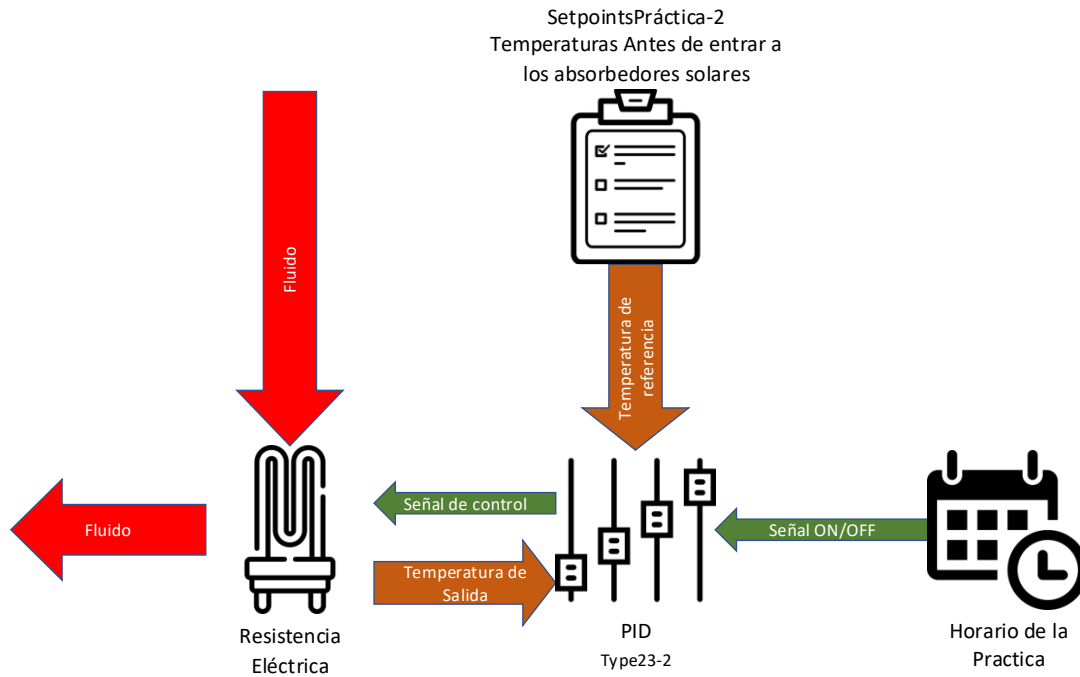 SetpointsPráctica-2
Temperaturas Antes de entrar a
los absorbedores solares
Fluido
Temperatura de
referencia
Señal de control
Señal ON/OFF
Fluido
Temperatura de
Salida
Resistencia
Eléctrica
PID
Type23-2
Horario de la
Practica